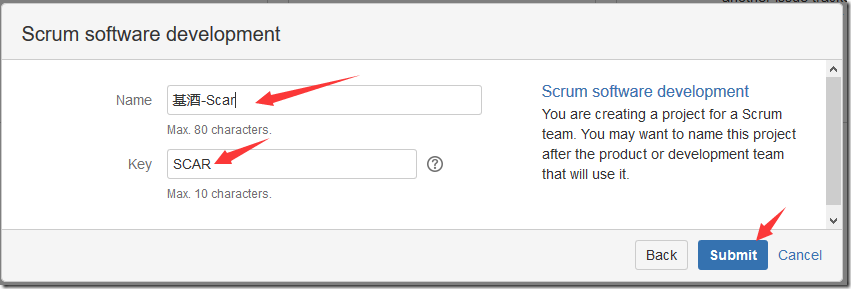 another issue track
Scrum software development
Name
基酒-Scar
Max. 80 characters.
Key
SCAR
Max. 10 characters.
Scrum software development
You are creating a project for a Scrum
team. You may want to name this project
after the product or development team
that will use it.
Back
Submit
Cancel